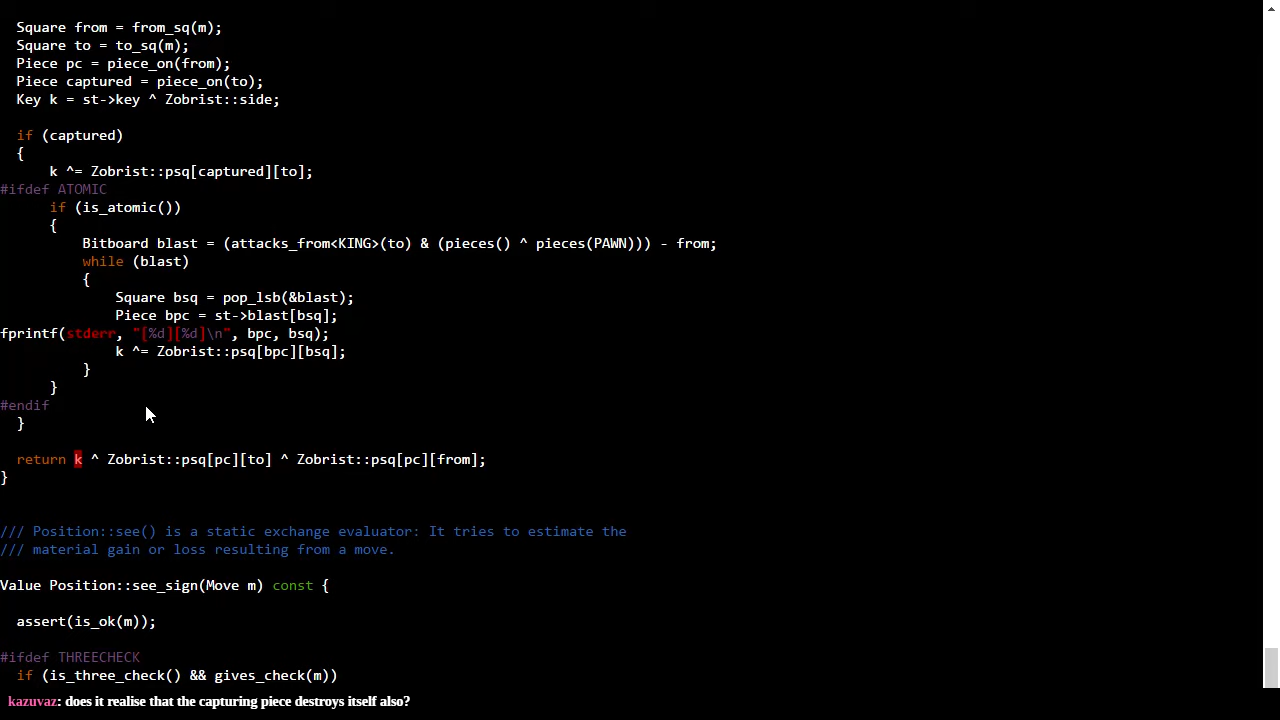 Square from = from_sq(m);
Square to = to_sq(m);
Piece pc = piece_on(from);
Piece captured = piece_on(to);
Key k = st->key ^ Zobrist::side;
if (captured)
{
k ^= Zobrist::psq[captured][to];
#ifdef ATOMIC
if (is_atomic())
{
Bitboard blast = (attacks_from<KING>(to) & (pieces() ^ pieces(PAWN))) - from;
while (blast)
{
Square bsq = pop_lsb(&blast);
Piece bpc = st->blast[bsq];
fprintf(stderr, "[%d][%d]\n", bpc, bsq);
k ^= Zobrist::psq[bpc][bsq];
}
}
#endif
}
return k ^ Zobrist::psq[pc][to] ^ Zobrist::psq[pc][from];
}
/// Position::see() is a static exchange evaluator: It tries to estimate the
/// material gain or loss resulting from a move.
Value Position::see_sign(Move m) const {
assert(is_ok(m));
#ifdef THREECHECK
if (is_three_check() && gives_check(m))
kazuvaz: does it realise that the capturing piece destroys itself also?